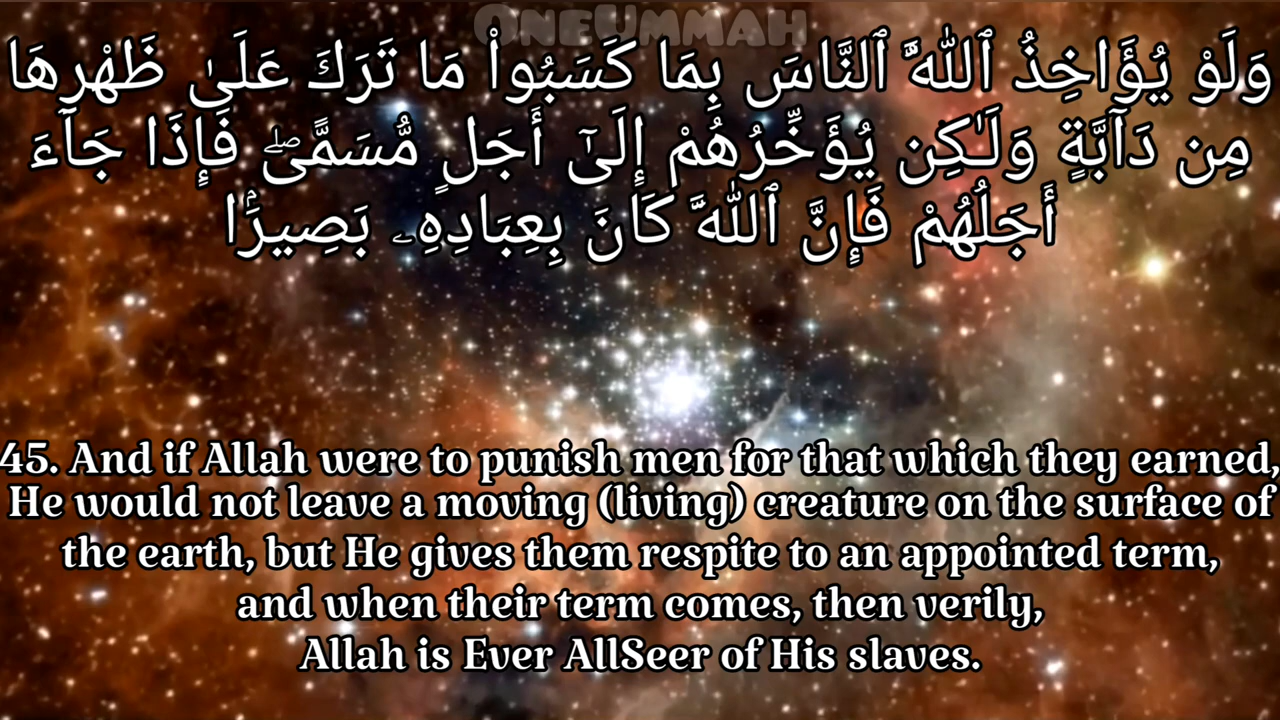 OneUmmah
وَلَوْ يُؤَاخِذُ ٱللَّهُ ٱلنَّاسَ بِمَا كَسَبُوا۟ مَا تَرَكَ عَلَىٰ ظَهْرِهَا
مِن دَآبَّةٍ وَلَـٰكِن يُؤَخِّرُهُمْ إِلَىٰٓ أَجَلٍ مُّسَمًّىۖ فَإِذَا جَآءَ
أَجَلُهُمْ فَإِنَّ ٱللَّهَ كَانَ بِعِبَادِهِۦ بَصِيرًۢا
45. And if Allah were to punish men for that which they earned,
He would not leave a moving (living) creature on the surface of
the earth, but He gives them respite to an appointed term,
and when their term comes, then verily,
Allah is Ever AllSeer of His slaves.